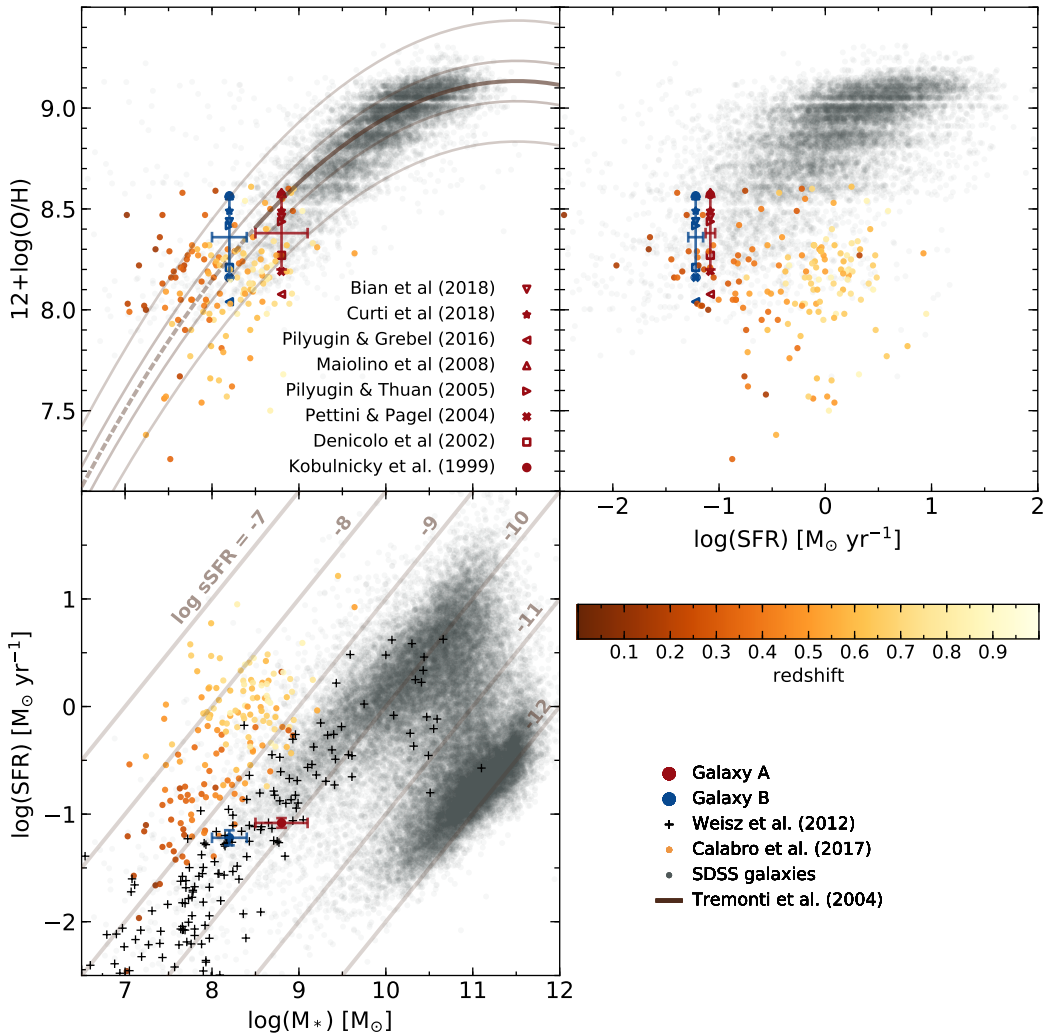 9.0
8.5
8.0
7.5
12+log(O/H)
Bian et al (2018)
Curti et al (2018)
Pilyugin & Grebel (2016)
Maiolino et al (2008)
Pilyugin & Thuan (2005)
Pettini & Pagel (2004)
Denicolo et al (2002)
Kobulnicky et al. (1999)
−2 −1 0 1 2
log(SFR) [M⊙ yr⁻¹]
log sSFR = -7
-8
-9
-10
-11
-12
1
0
−1
−2
log(SFR) [M⊙ yr⁻¹]
7 8 9 10 11 12
log(M∗) [M⊙]
0.1 0.2 0.3 0.4 0.5 0.6 0.7 0.8 0.9
redshift
Galaxy A
Galaxy B
Weisz et al. (2012)
Calabro et al. (2017)
SDSS galaxies
Tremonti et al. (2004)